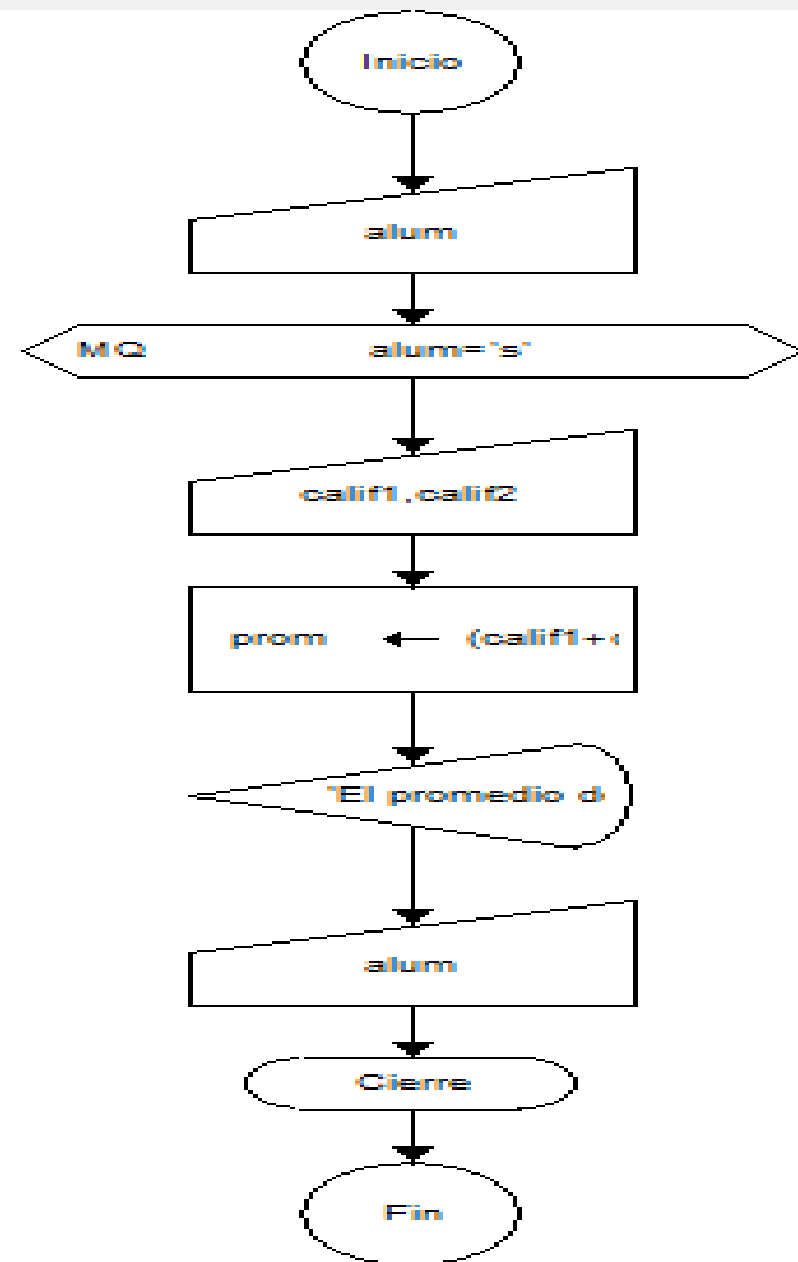 Inicio
alum
MQ alum="s"
calif1,calif2
prom ← (calif1+
"El promedio d
alum
Cierre
Fin